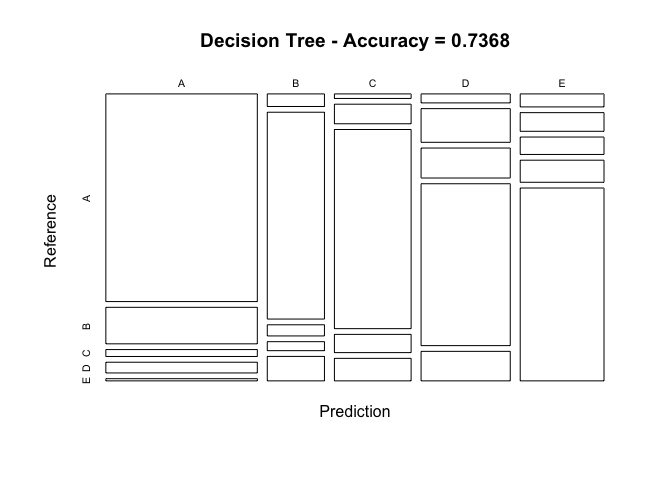 Decision Tree - Accuracy = 0.7368
A B C D E
Reference
A
B
C
D
E
Prediction